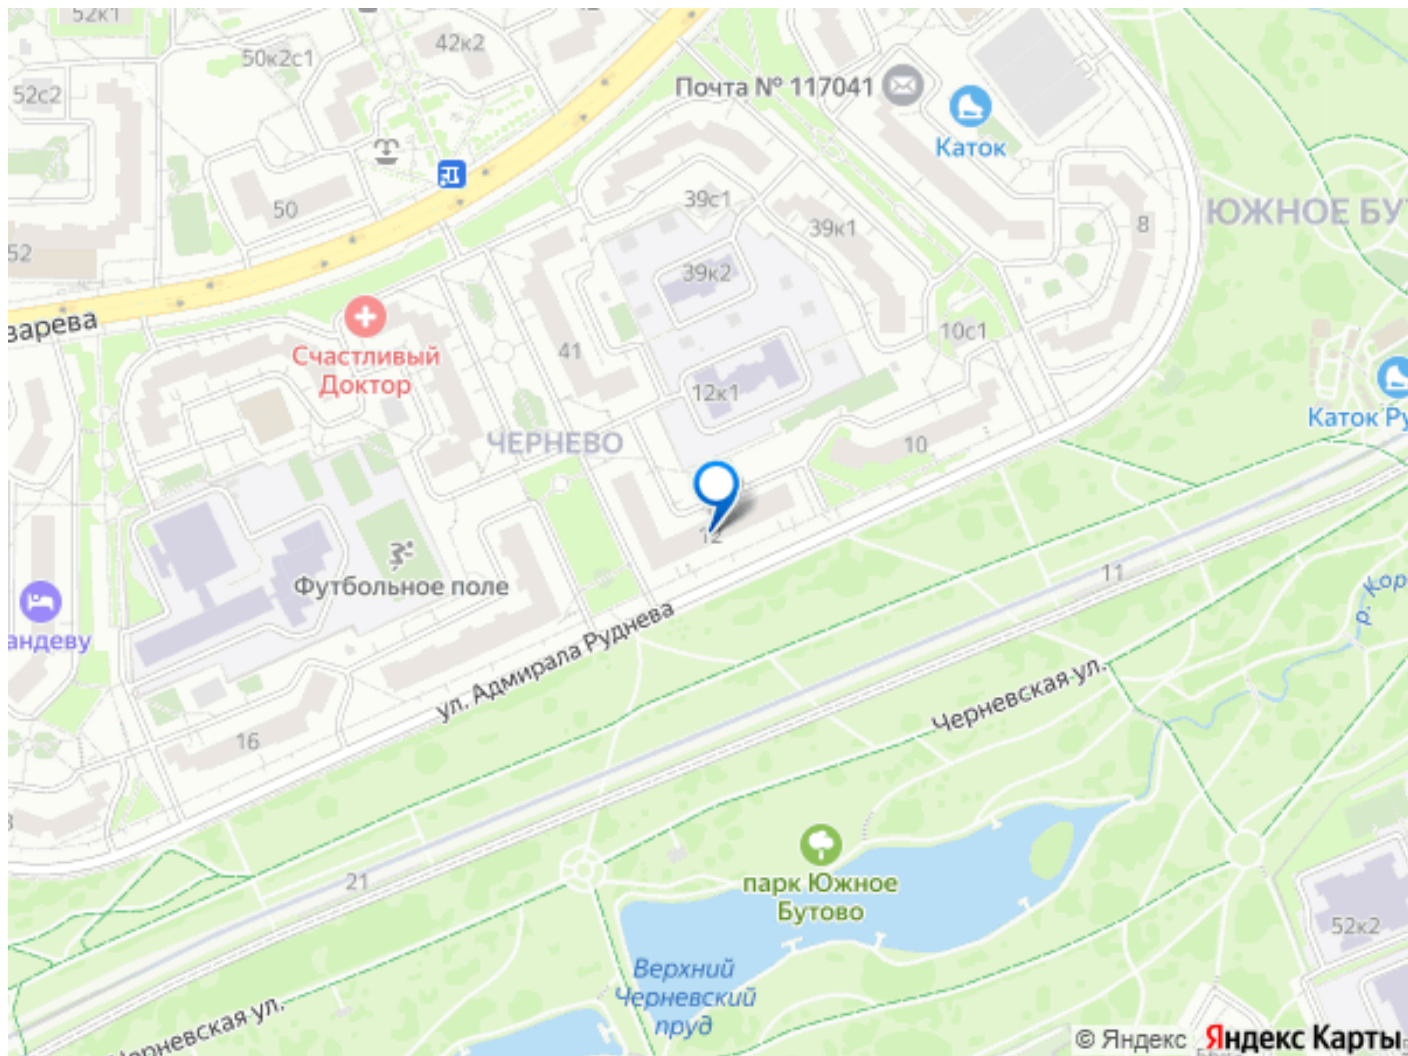 52к1
42к2
50к2с1
Почта № 117041
52с2
Каток
50
39с1
39к1
8
ЮЖНОЕ БУТ
52
39к2
варева
10с1
41
Счастливый
Доктор
12к1
Каток Ру
ЧЕРНЕВО
10
12
Футбольное поле
11
р. Кор
андеву
ул. Адмирала Руднева
Черневская ул.
16
21
парк Южное
Бутово
52к2
Верхний
Черневский
пруд
Черневская ул.
© Яндекс Яндекс Карты